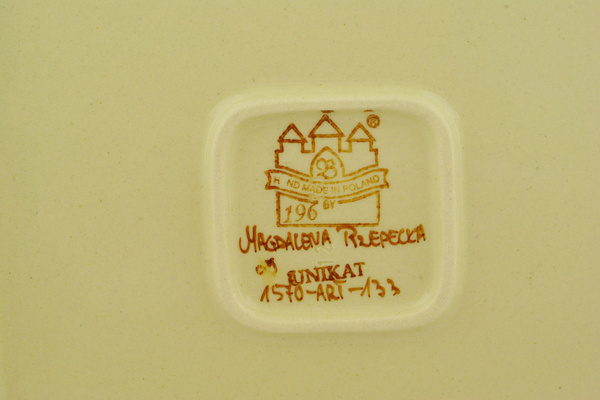 ®
B
HAND MADE IN POLAND
BY
196
MAGDALENA RZEPECKA
UNIKAT
1570-ART-133